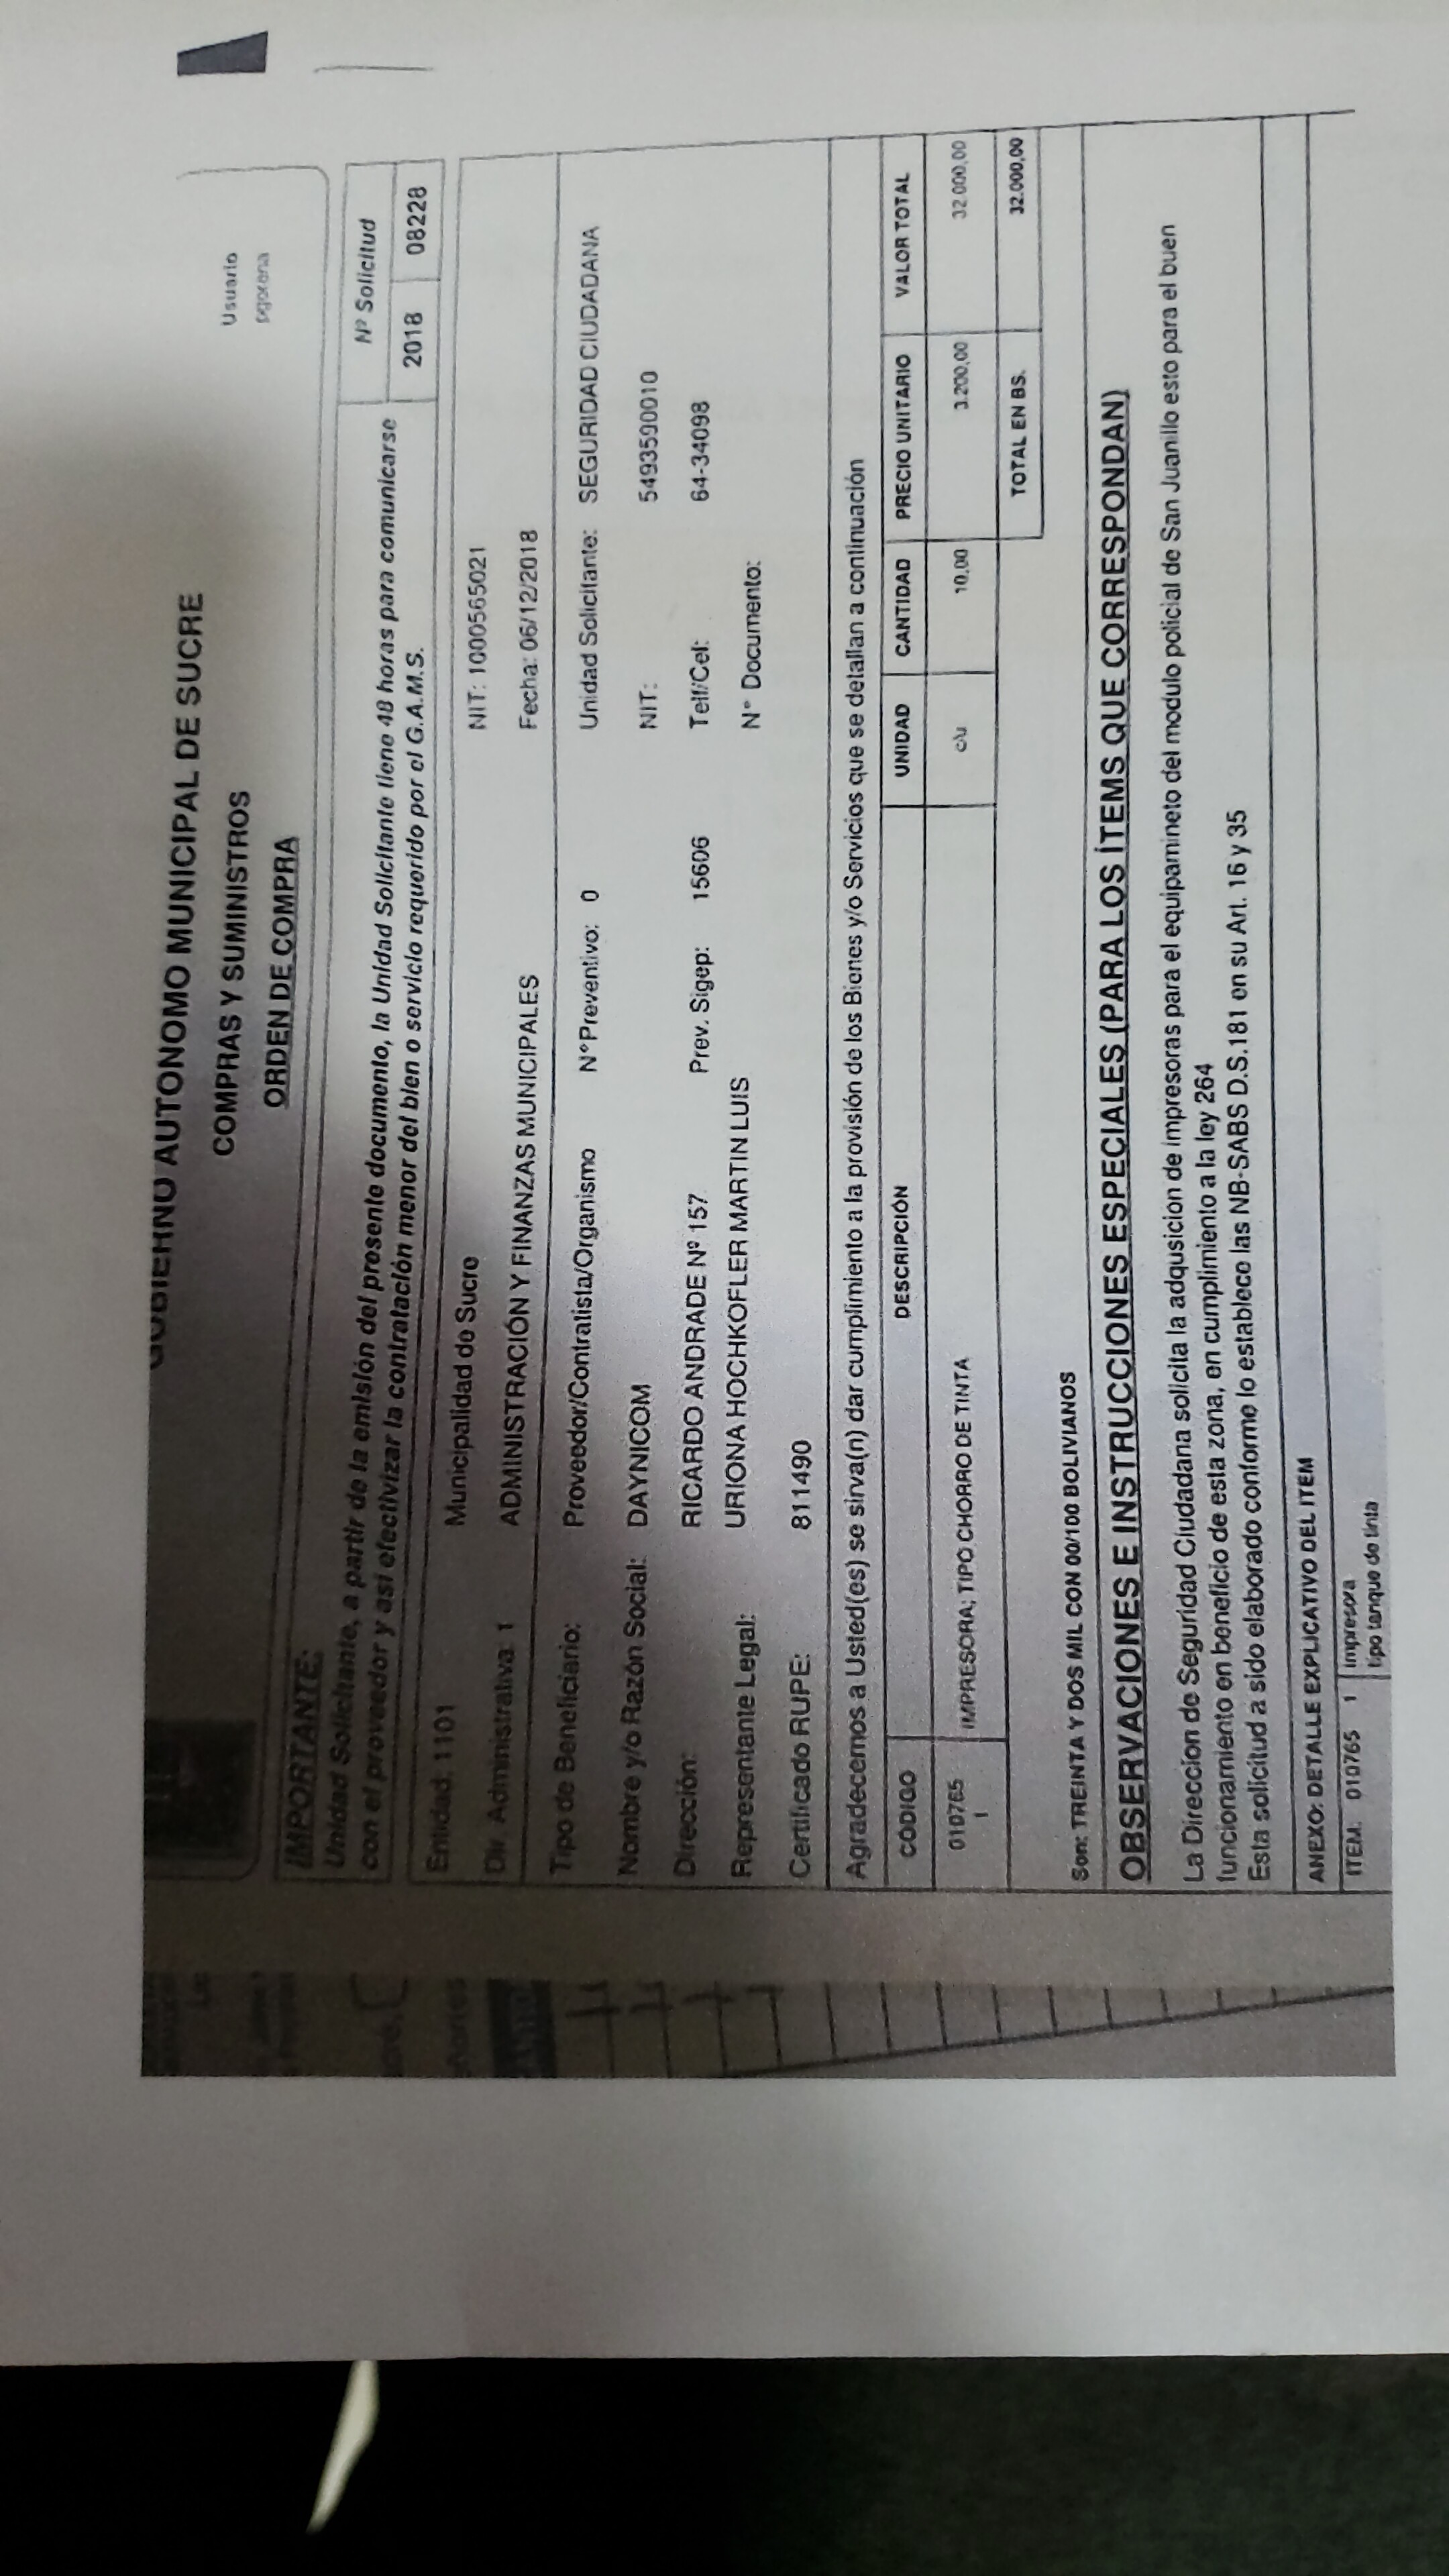 GOBIERNO AUTONOMO MUNICIPAL DE SUCRE
COMPRAS Y SUMINISTROS
ORDEN DE COMPRA
Usuario
IMPORTANTE:
Unidad Solicitante, a partir de la emisión del presente documento, la Unidad Solicitante tiene 48 horas para comunicarse
con el proveedor y así efectivizar la contratación menor del bien o servicio requerido por el G.A.M.S.
Nº Solicitud
2018 08228
Entidad: 1101 Municipalidad de Sucre NIT: 1000565021
Dir. Administrativa: 1 ADMINISTRACIÓN Y FINANZAS MUNICIPALES Fecha: 06/12/2018
Tipo de Beneficiario: Proveedor/Contratista/Organismo N° Preventivo: 0 Unidad Solicitante: SEGURIDAD CIUDADANA
Nombre y/o Razón Social: DAYNICOM NIT: 5493590010
Dirección: RICARDO ANDRADE Nº 157 Prev. Sigep: 15606 Telf/Cel: 64-34098
Representante Legal: URIONA HOCHKOFLER MARTIN LUIS N° Documento:
Certificado RUPE: 811490
Agradecemos a Usted(es) se sirva(n) dar cumplimiento a la provisión de los Bienes y/o Servicios que se detallan a continuación
CODIGO DESCRIPCIÓN UNIDAD CANTIDAD PRECIO UNITARIO VALOR TOTAL
010765 IMPRESORA; TIPO CHORRO DE TINTA c/u 10,00 3.200,00 32.000,00
1
TOTAL EN BS. 32.000,00
Son: TREINTA Y DOS MIL CON 00/100 BOLIVIANOS
OBSERVACIONES E INSTRUCCIONES ESPECIALES (PARA LOS ÍTEMS QUE CORRESPONDAN)
La Direccion de Seguridad Ciudadana solicita la adqusicion de impresoras para el equipamineto del modulo policial de San Juanillo esto para el buen
funcionamiento en beneficio de esta zona, en cumplimiento a la ley 264
Esta solicitud a sido elaborado conforme lo establece las NB-SABS D.S.181 en su Art. 16 y 35
ANEXO: DETALLE EXPLICATIVO DEL ITEM
ITEM. 010765 1 Impresora
tipo tanque de tinta